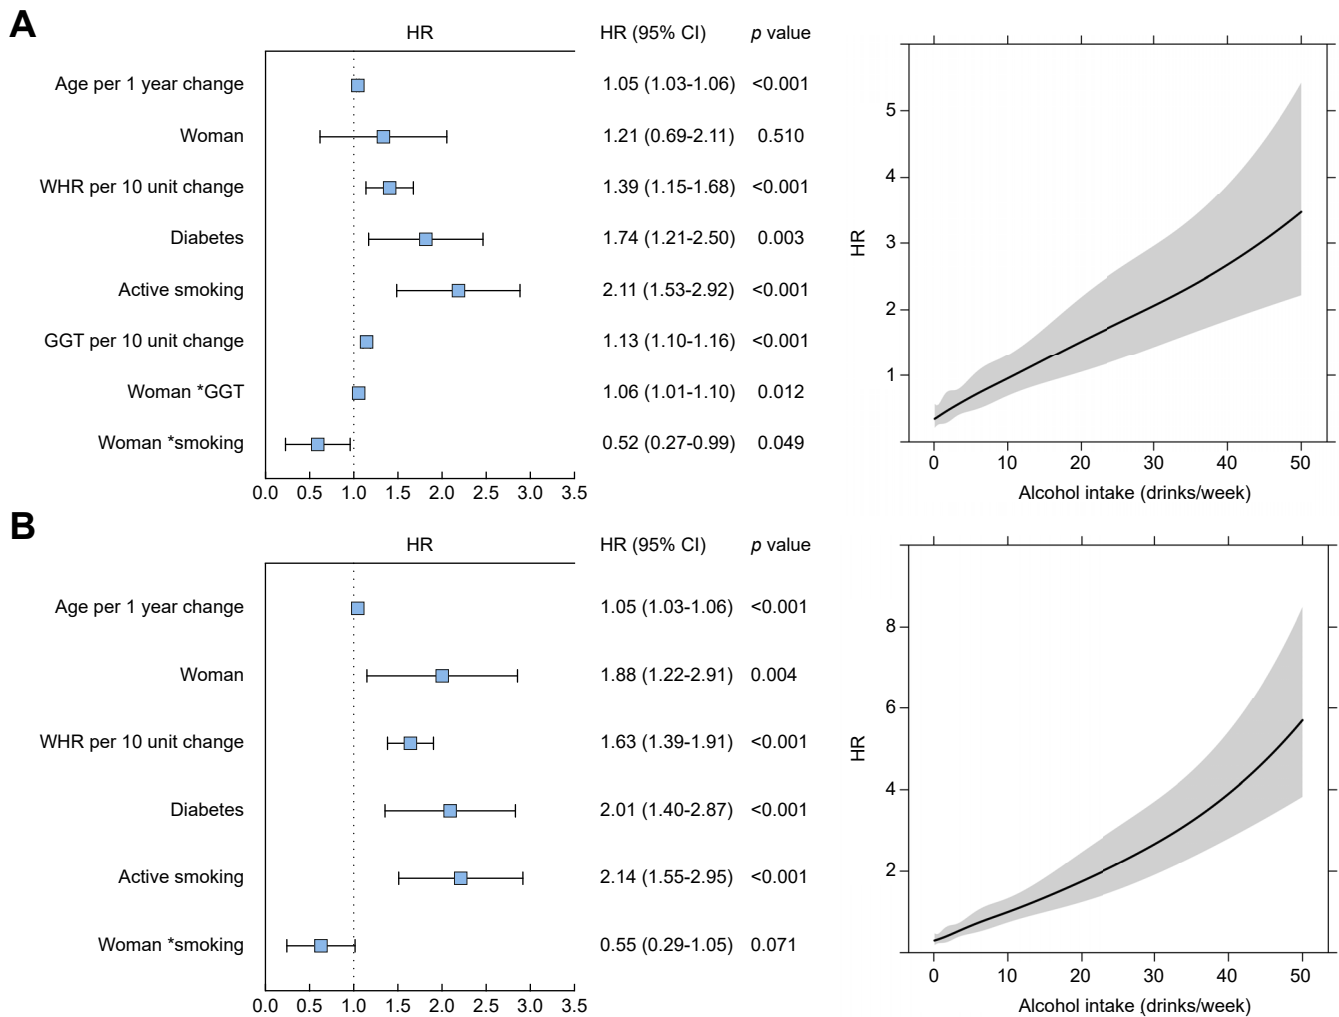 A
HR HR (95% CI) p value
Age per 1 year change 1.05 (1.03-1.06) <0.001
Woman 1.21 (0.69-2.11) 0.510
WHR per 10 unit change 1.39 (1.15-1.68) <0.001
Diabetes 1.74 (1.21-2.50) 0.003
Active smoking 2.11 (1.53-2.92) <0.001
GGT per 10 unit change 1.13 (1.10-1.16) <0.001
Woman *GGT 1.06 (1.01-1.10) 0.012
Woman *smoking 0.52 (0.27-0.99) 0.049
0.0 0.5 1.0 1.5 2.0 2.5 3.0 3.5
HR
5
4
3
2
1
0 10 20 30 40 50
Alcohol intake (drinks/week)
B
HR HR (95% CI) p value
Age per 1 year change 1.05 (1.03-1.06) <0.001
Woman 1.88 (1.22-2.91) 0.004
WHR per 10 unit change 1.63 (1.39-1.91) <0.001
Diabetes 2.01 (1.40-2.87) <0.001
Active smoking 2.14 (1.55-2.95) <0.001
Woman *smoking 0.55 (0.29-1.05) 0.071
0.0 0.5 1.0 1.5 2.0 2.5 3.0 3.5
HR
8
6
4
2
0 10 20 30 40 50
Alcohol intake (drinks/week)